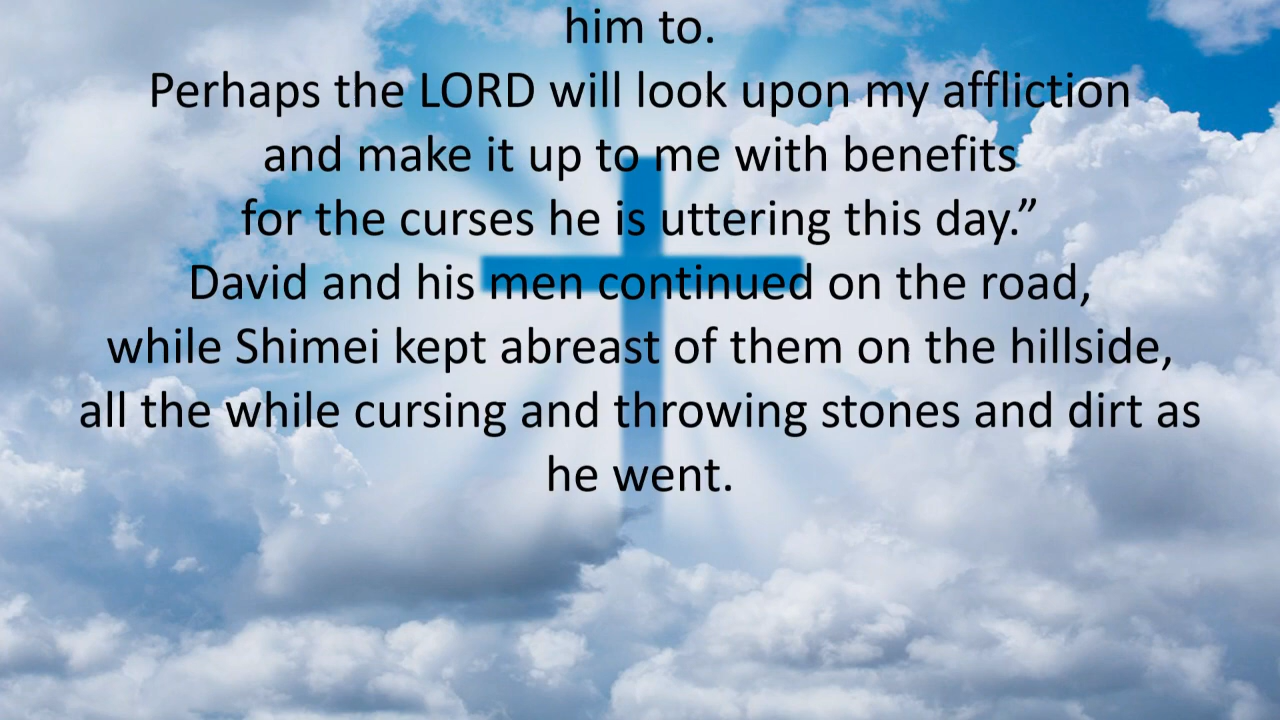 him to.
Perhaps the LORD will look upon my affliction
and make it up to me with benefits
for the curses he is uttering this day.”
David and his men continued on the road,
while Shimei kept abreast of them on the hillside,
all the while cursing and throwing stones and dirt as
he went.